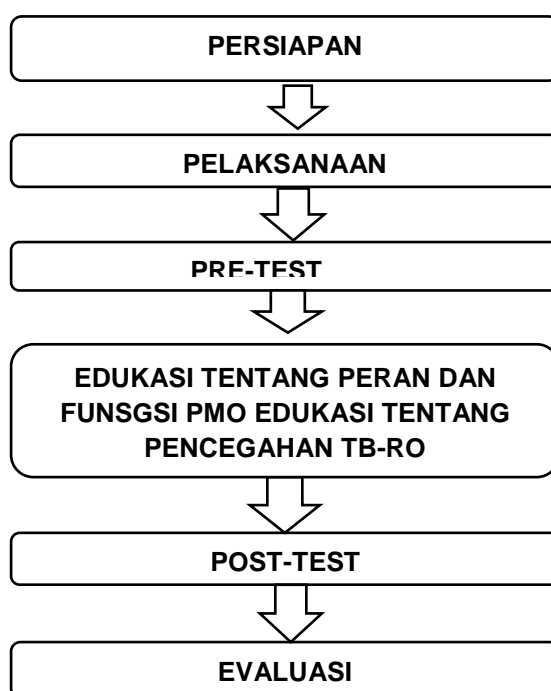 PERSIAPAN
PELAKSANAAN
PRE-TEST
EDUKASI TENTANG PERAN DAN
FUNSGSI PMO EDUKASI TENTANG
PENCEGAHAN TB-RO
POST-TEST
EVALUASI